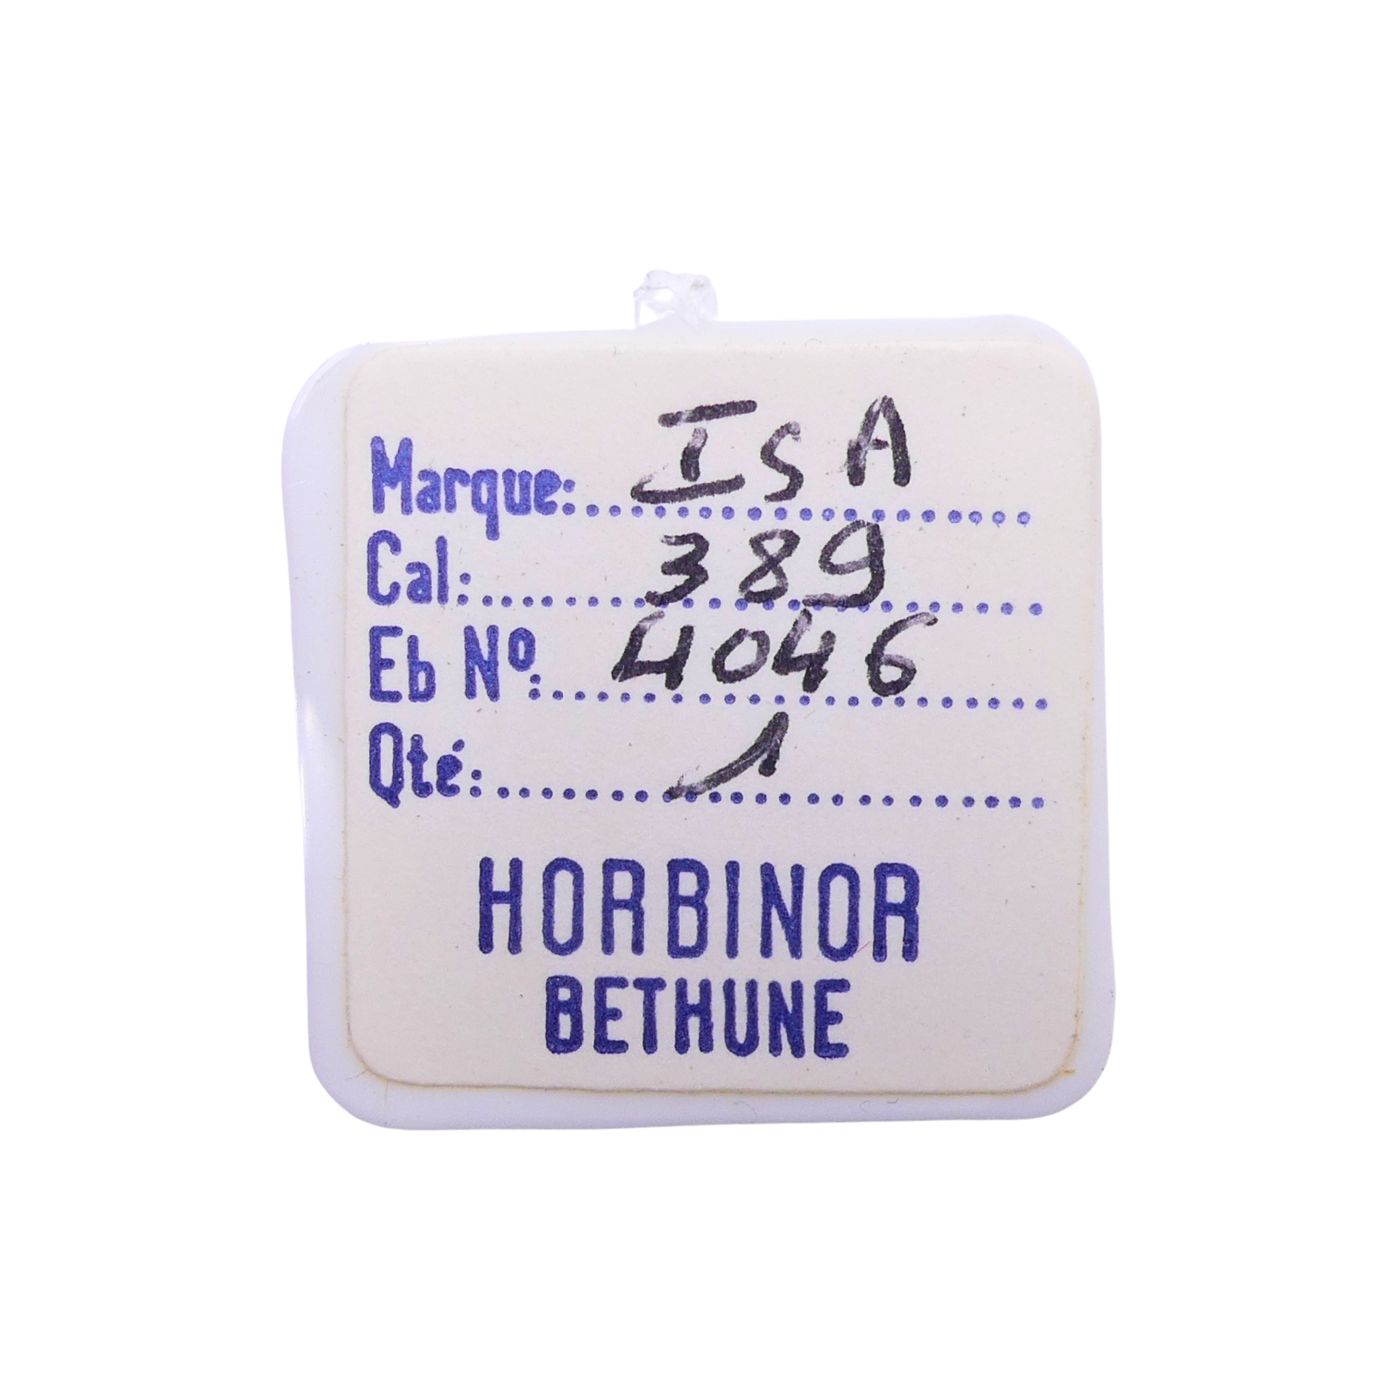 Marque: ISA
Cal: 389
Eb Nº: 4046
Qté: 1
HORBINOR
BETHUNE